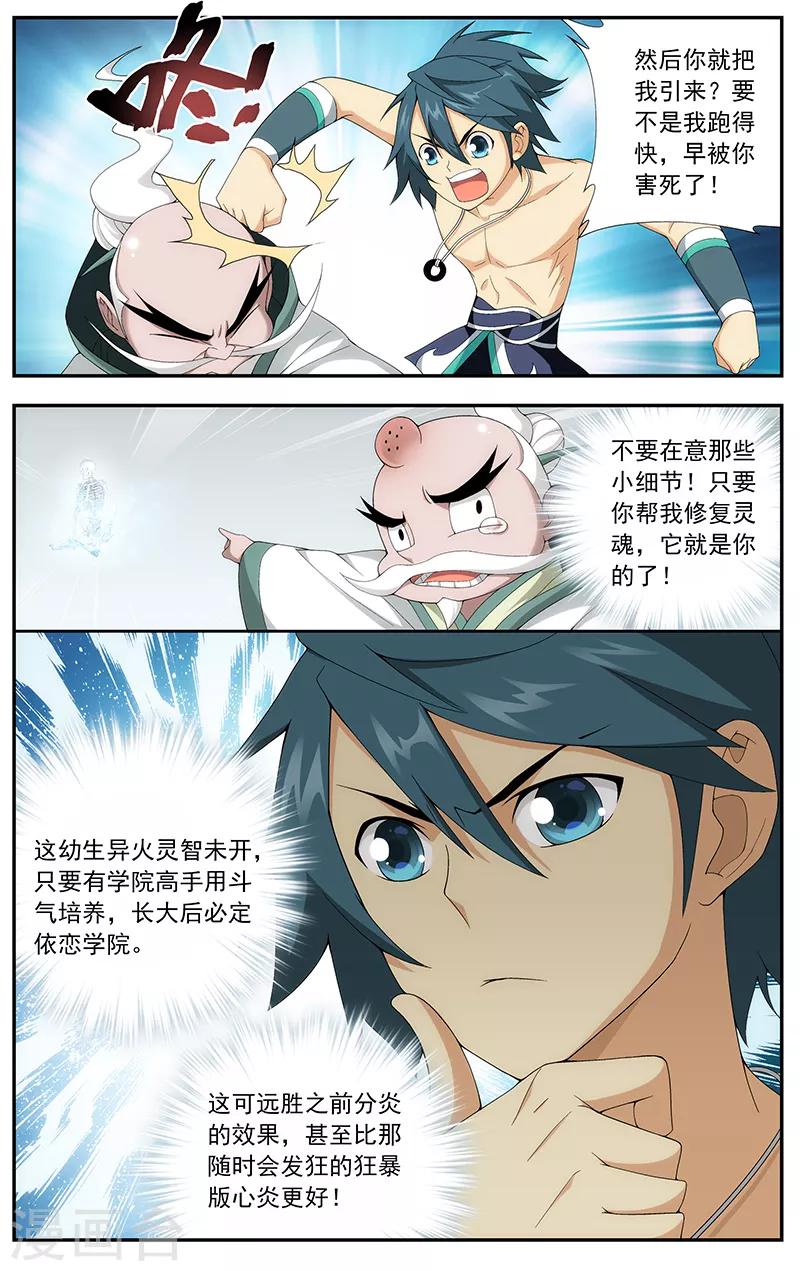 咚!
然后你就把
我引来？要
不是我跑得
快，早被你
害死了！
不要在意那些
小细节！只要
你帮我修复灵
魂，它就是你
的了！
这幼生异火灵智未开，
只要有学院高手用斗
气培养，长大后必定
依恋学院。
这可远胜之前分炎
的效果，甚至比那
随时会发狂的狂暴
版心炎更好！
漫画台